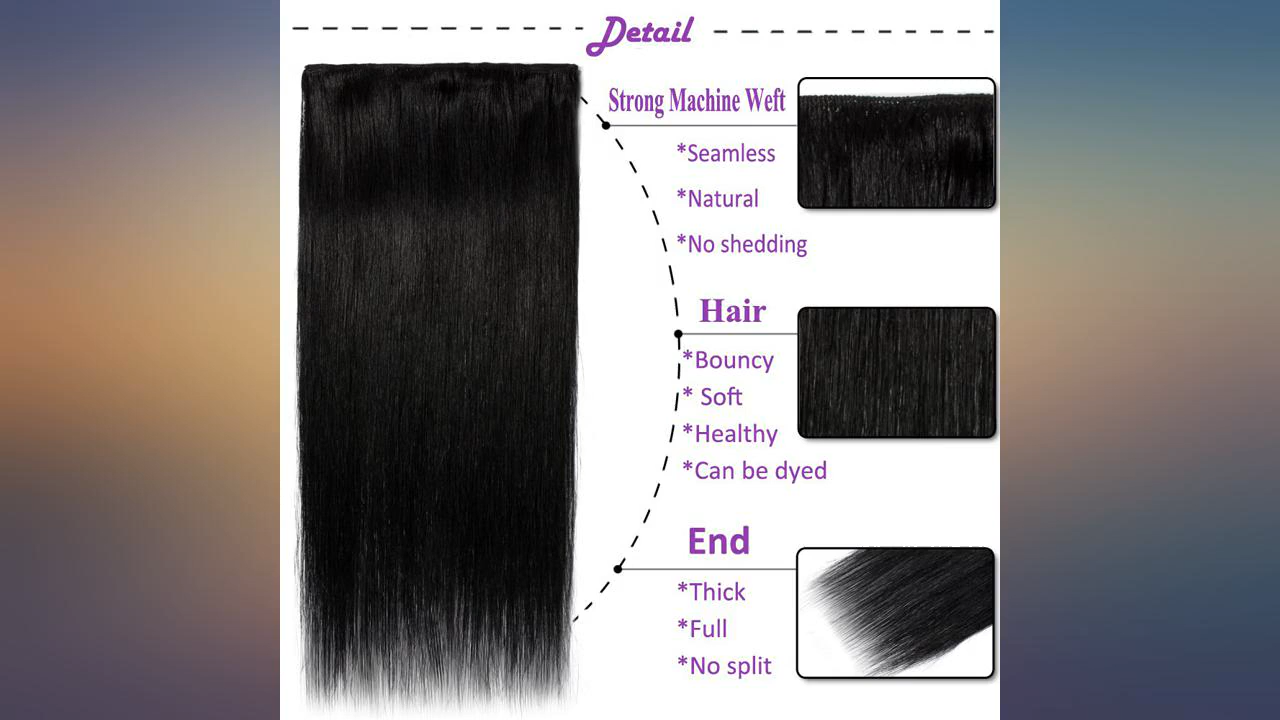 Detail
Strong Machine Weft
*Seamless
*Natural
*No shedding
Hair
*Bouncy
* Soft
*Healthy
*Can be dyed
End
*Thick
*Full
*No split